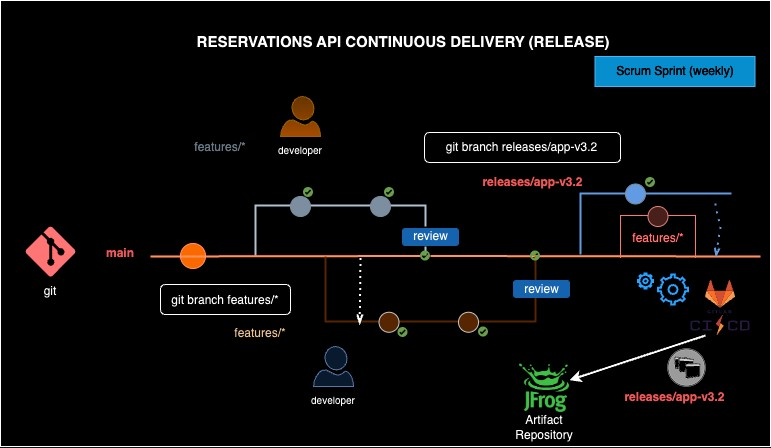 RESERVATIONS API CONTINUOUS DELIVERY (RELEASE)
Scrum Sprint (weekly)
developer
features/*
git branch releases/app-v3.2
releases/app-v3.2
review
features/*
main
git
git branch features/*
review
features/*
developer
GITLAB
CI CD
JFrog
Artifact
Repository
releases/app-v3.2